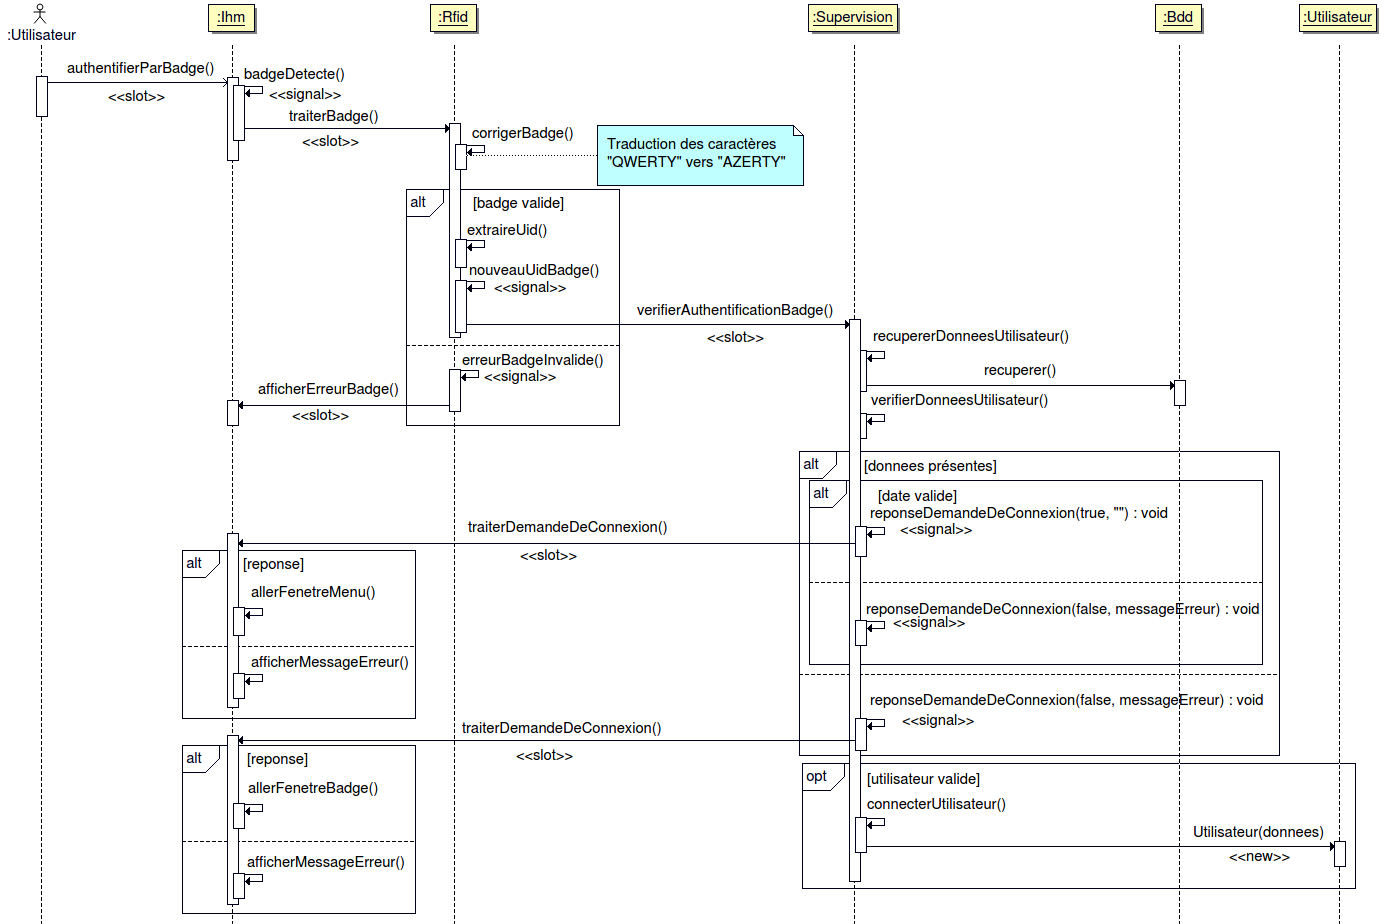 :Utilisateur
:Ihm
:Rfid
:Supervision
:Bdd
:Utilisateur
authentifierParBadge()
<<slot>>
badgeDetecte()
<<signal>>
traiterBadge()
<<slot>>
corrigerBadge()
Traduction des caractères
"QWERTY" vers "AZERTY"
alt
[badge valide]
extraireUid()
nouveauUidBadge()
<<signal>>
verifierAuthentificationBadge()
<<slot>>
recupererDonneesUtilisateur()
erreurBadgeInvalide()
<<signal>>
recuperer()
afficherErreurBadge()
<<slot>>
verifierDonneesUtilisateur()
alt
[donnees présentes]
alt
[date valide]
reponseDemandeDeConnexion(true, "") : void
<<signal>>
traiterDemandeDeConnexion()
<<slot>>
alt
[reponse]
allerFenetreMenu()
reponseDemandeDeConnexion(false, messageErreur) : void
<<signal>>
afficherMessageErreur()
reponseDemandeDeConnexion(false, messageErreur) : void
<<signal>>
traiterDemandeDeConnexion()
<<slot>>
alt
[reponse]
allerFenetreBadge()
opt
[utilisateur valide]
connecterUtilisateur()
Utilisateur(donnees)
<<new>>
afficherMessageErreur()